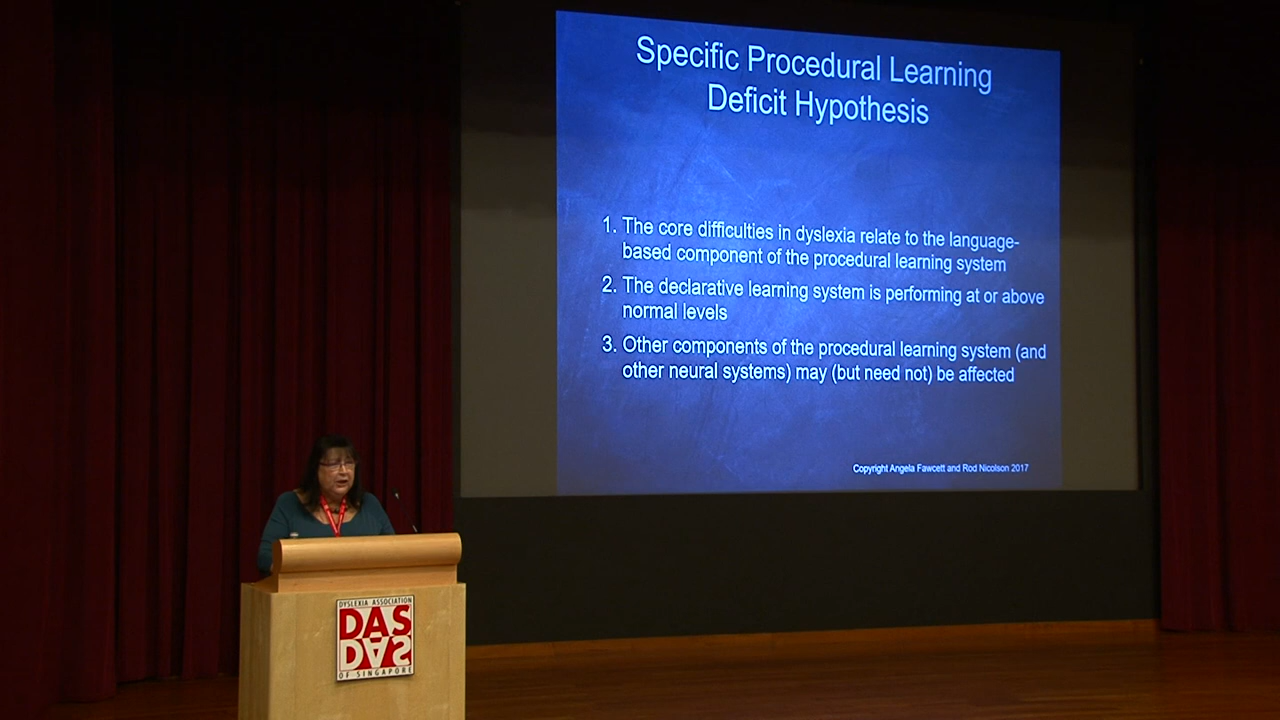 Specific Procedural Learning
Deficit Hypothesis
1. The core difficulties in dyslexia relate to the language-
based component of the procedural learning system
2. The declarative learning system is performing at or above
normal levels
3. Other components of the procedural learning system (and
other neural systems) may (but need not) be affected
Copyright Angela Fawcett and Rod Nicolson 2017
DYSLEXIA ASSOCIATION
DAS
DAS
OF SINGAPORE